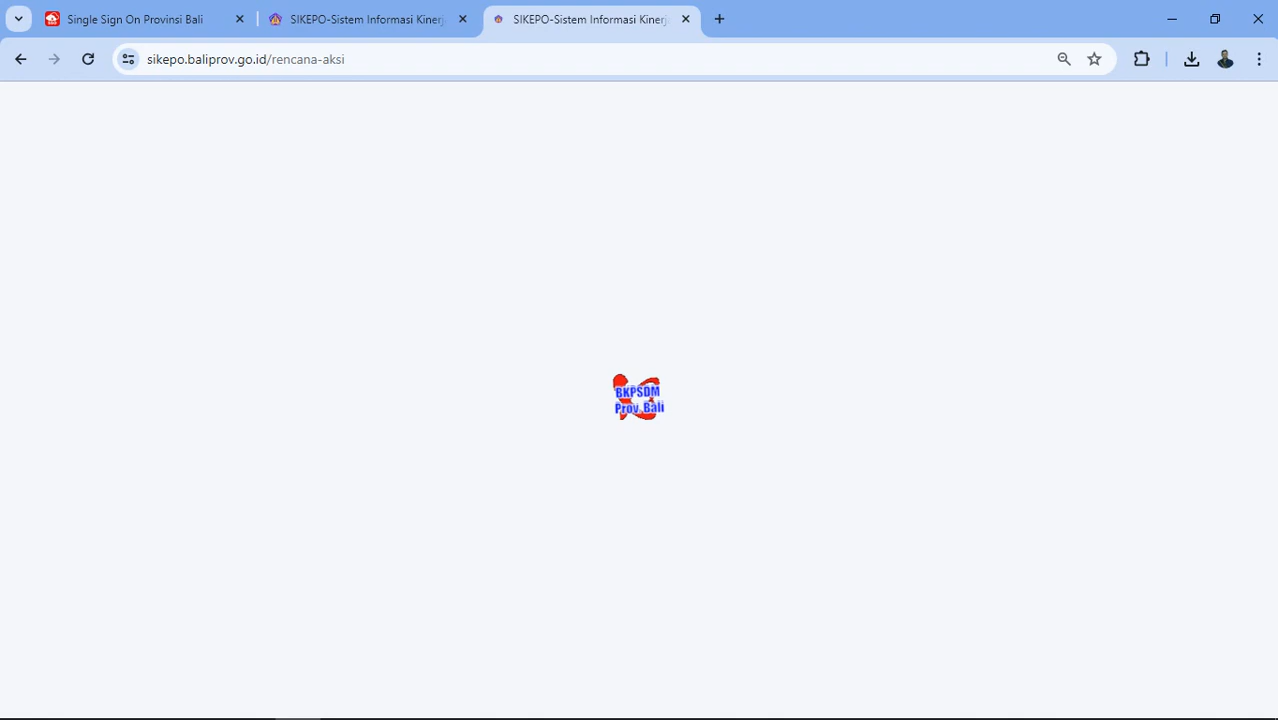 Single Sign On Provinsi Bali
SIKEPO-Sistem Informasi Kinerj
SIKEPO-Sistem Informasi Kinerj
sikepo.baliprov.go.id/rencana-aksi
BKPSDM
Prov. Bali